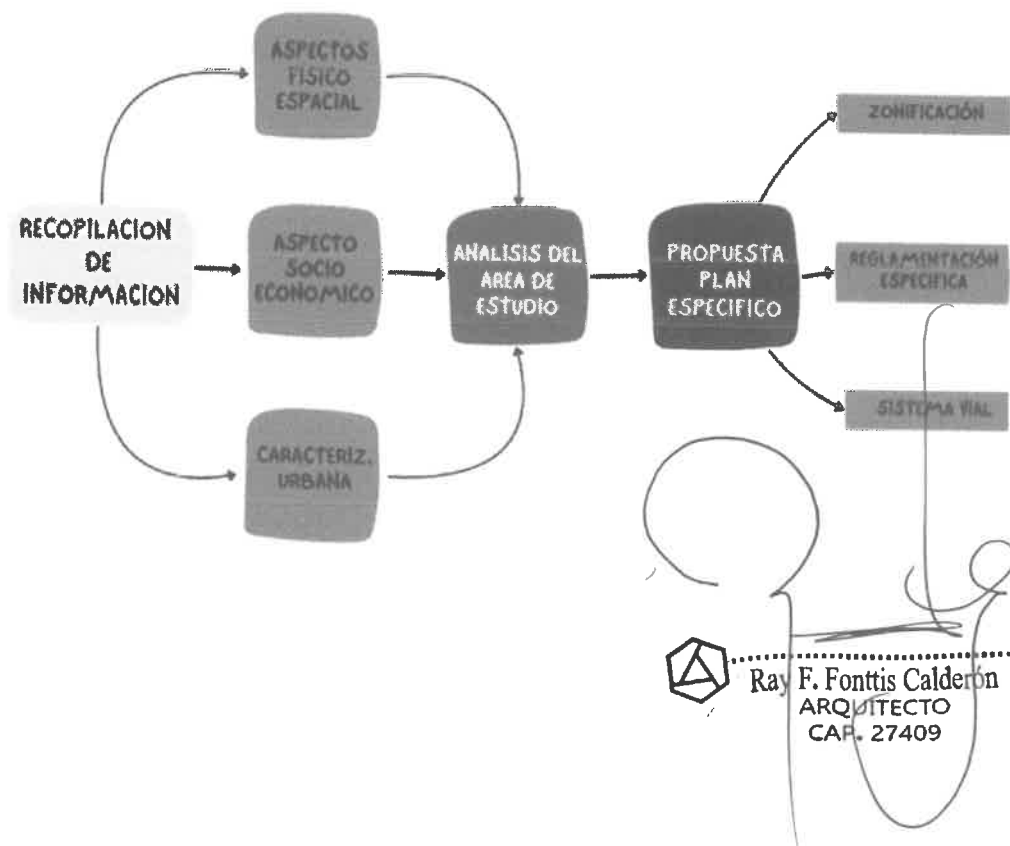 RECOPILACION
DE
INFORMACION
ASPECTOS
FISICO
ESPACIAL
ASPECTO
SOCIO
ECONOMICO
CARACTERIZ.
URBANA
ANALISIS DEL
AREA DE
ESTUDIO
PROPUESTA
PLAN
ESPECIFICO
ZONIFICACIÓN
REGLAMENTACIÓN
ESPECIFICA
SISTEMA VIAL
Ray F. Fonttis Calderón
ARQUITECTO
CAP. 27409